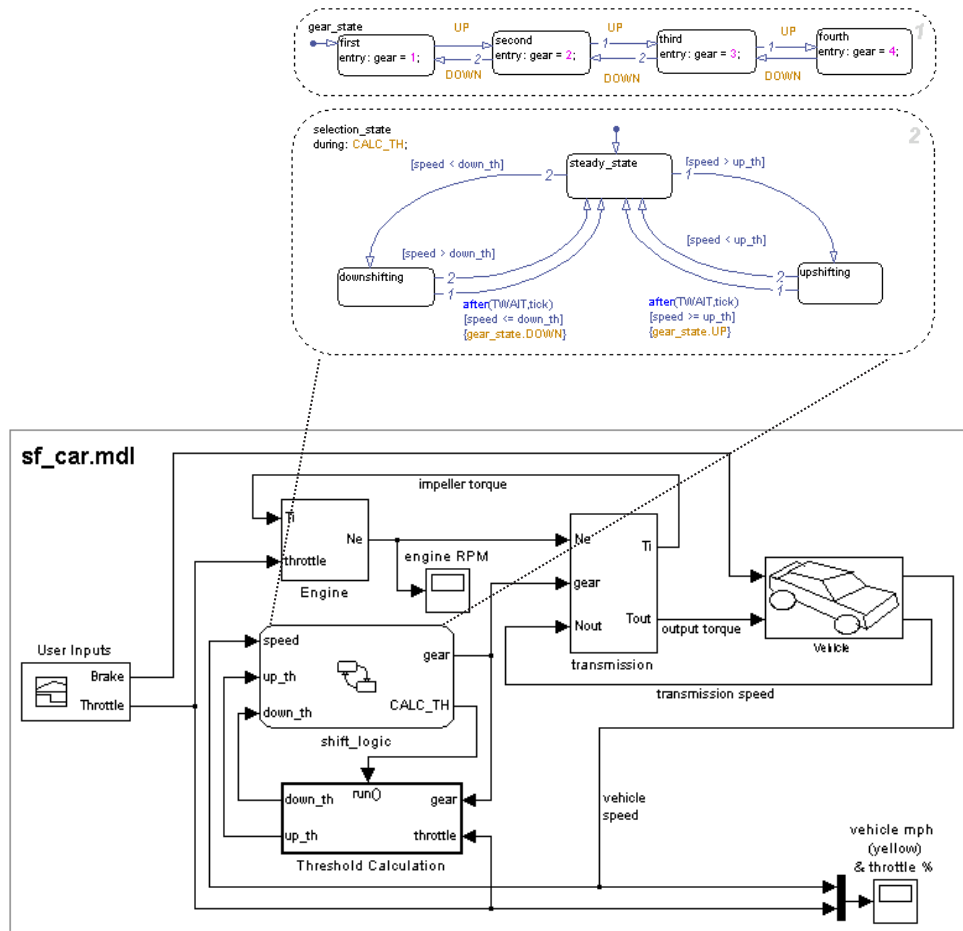 gear_state
1
first
entry: gear = 1;
UP
second
entry: gear = 2;
2
DOWN
1
UP
third
entry: gear = 3;
2
DOWN
1
UP
fourth
entry: gear = 4;
DOWN
selection_state
during: CALC_TH;
2
steady_state
[speed < down_th]
2
[speed > up_th]
1
[speed > down_th]
[speed < up_th]
downshifting
2
1
upshifting
2
1
after(TWAIT,tick)
[speed <= down_th]
{gear_state.DOWN}
after(TWAIT,tick)
[speed >= up_th]
{gear_state.UP}
sf_car.mdl
impeller torque
Ti
Ne
throttle
Engine
engine RPM
Ne
Ti
gear
Tout
Nout
transmission
output torque
Vehicle
transmission speed
User Inputs
Brake
Throttle
speed
gear
up_th
CALC_TH
down_th
shift_logic
run()
down_th
gear
up_th
throttle
Threshold Calculation
vehicle
speed
vehicle mph
(yellow)
& throttle %